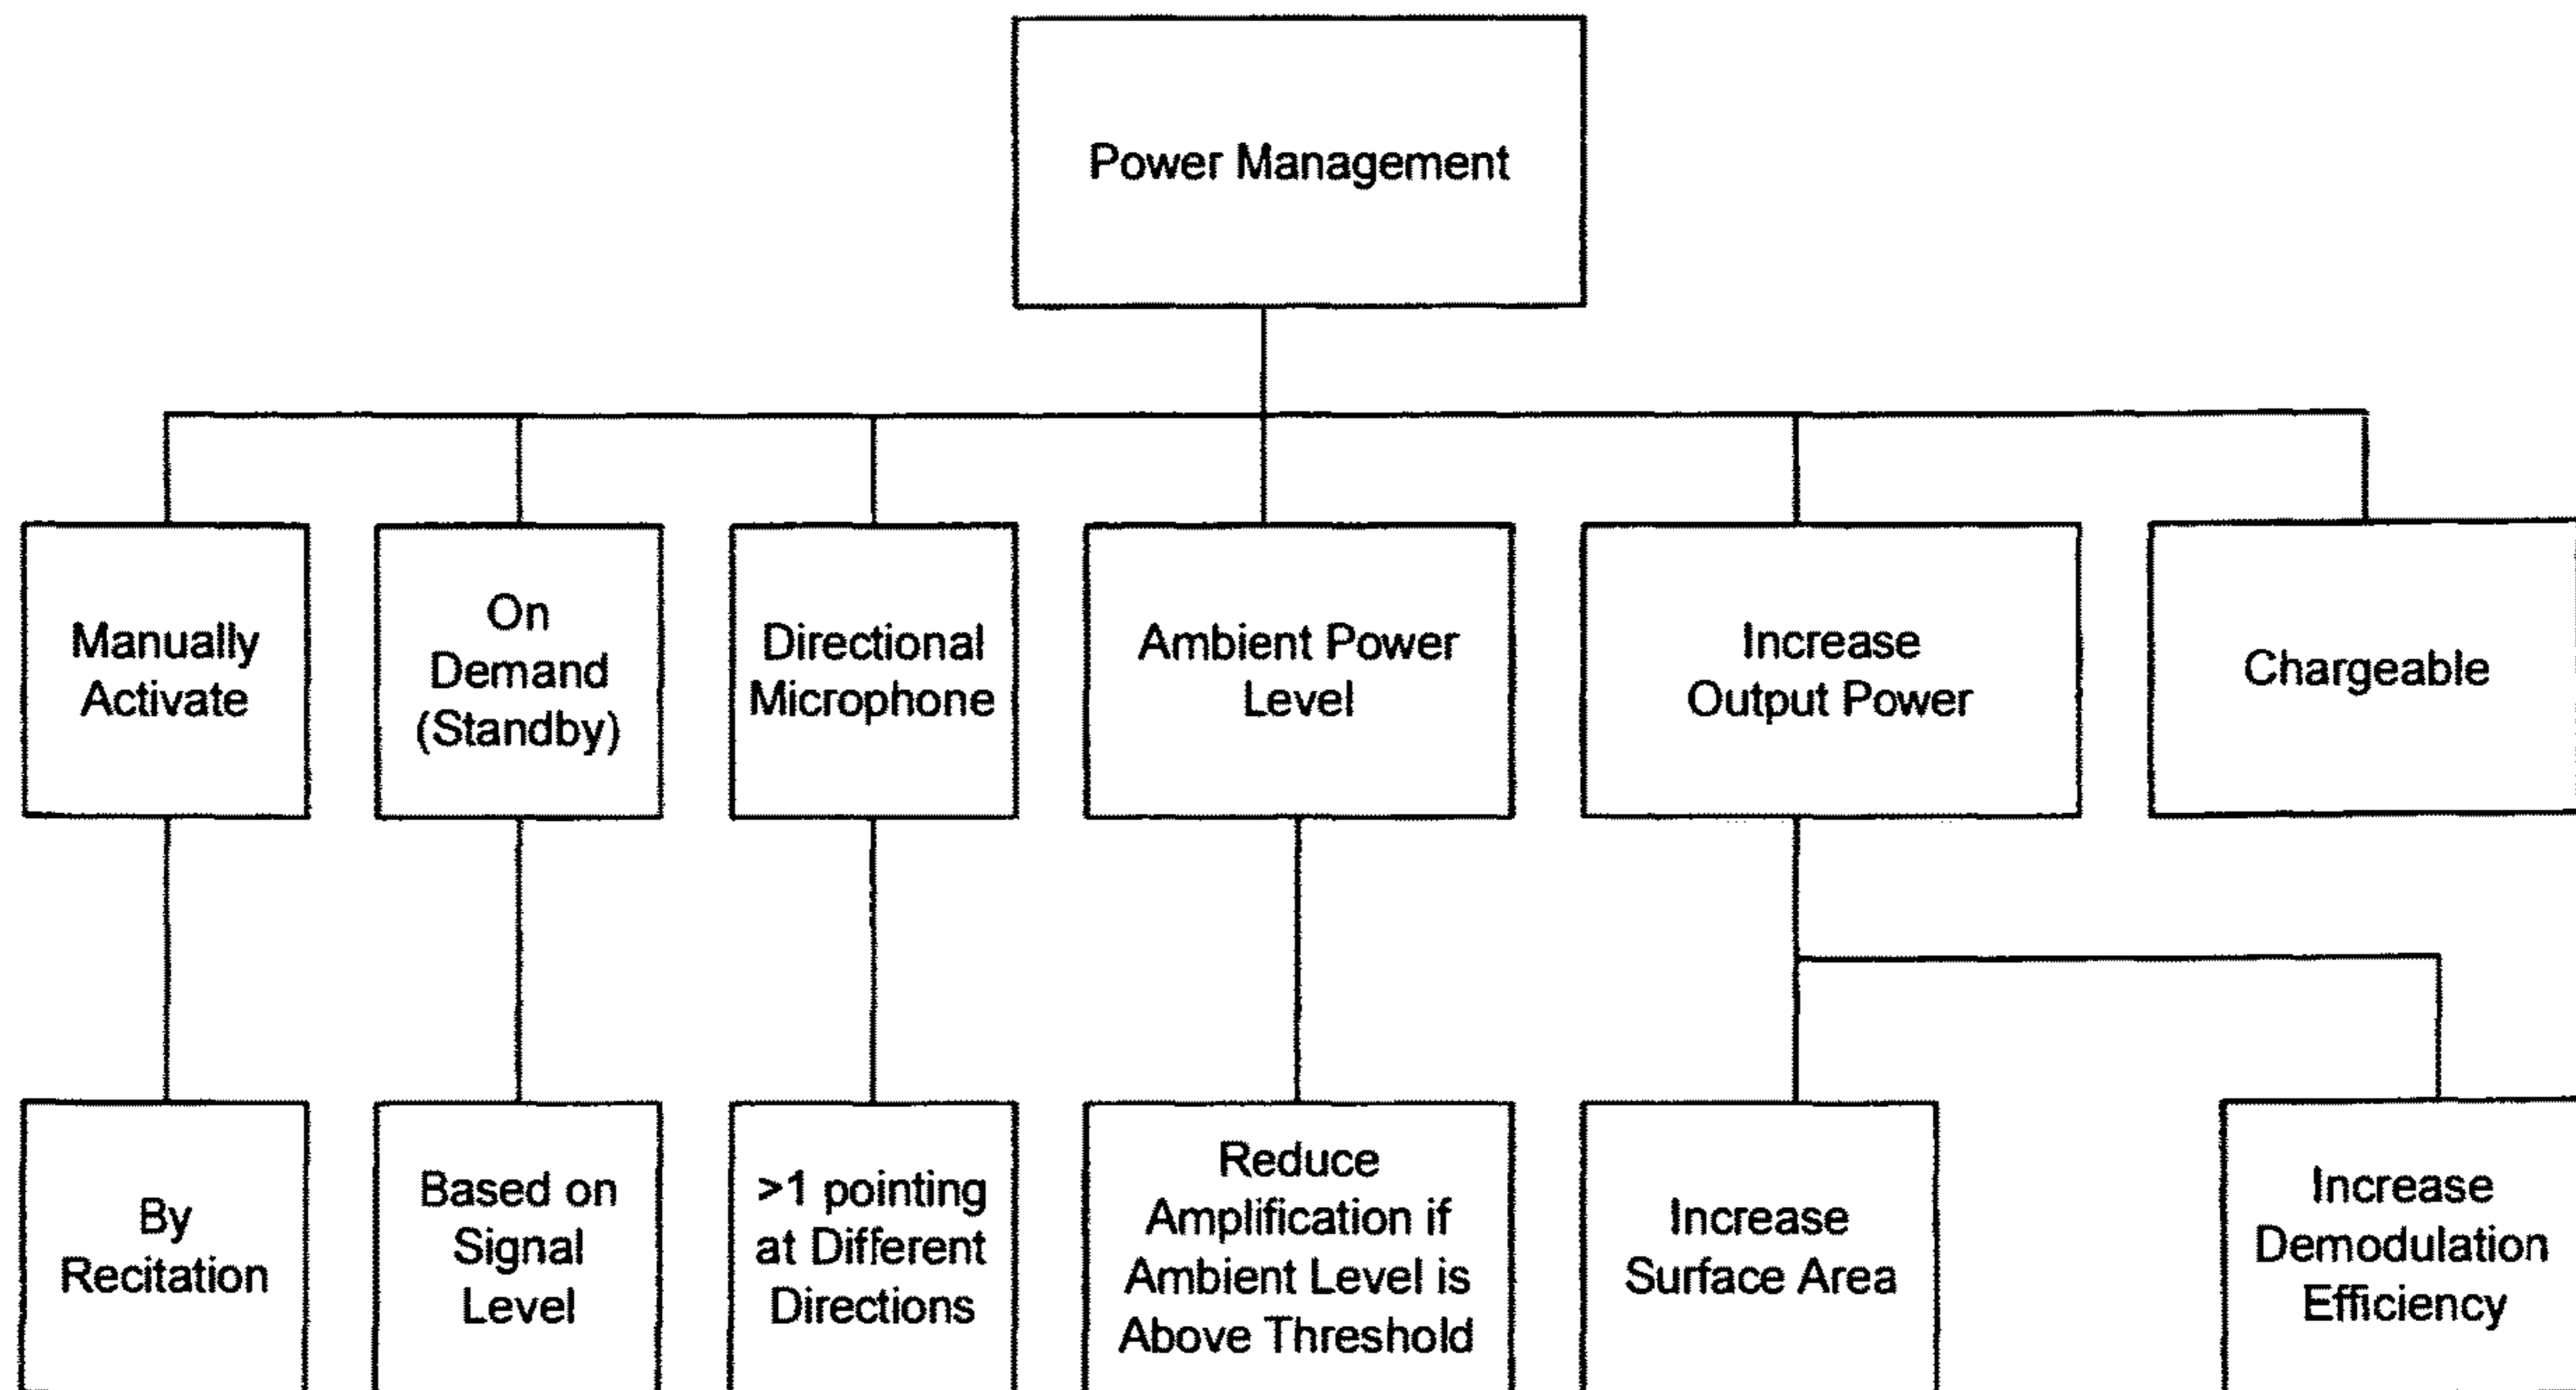 Power Management
Manually
Activate
On
Demand
(Standby)
Directional
Microphone
Ambient Power
Level
Increase
Output Power
Chargeable
By
Recitation
Based on
Signal
Level
>1 pointing
at Different
Directions
Reduce
Amplification if
Ambient Level is
Above Threshold
Increase
Surface Area
Increase
Demodulation
Efficiency